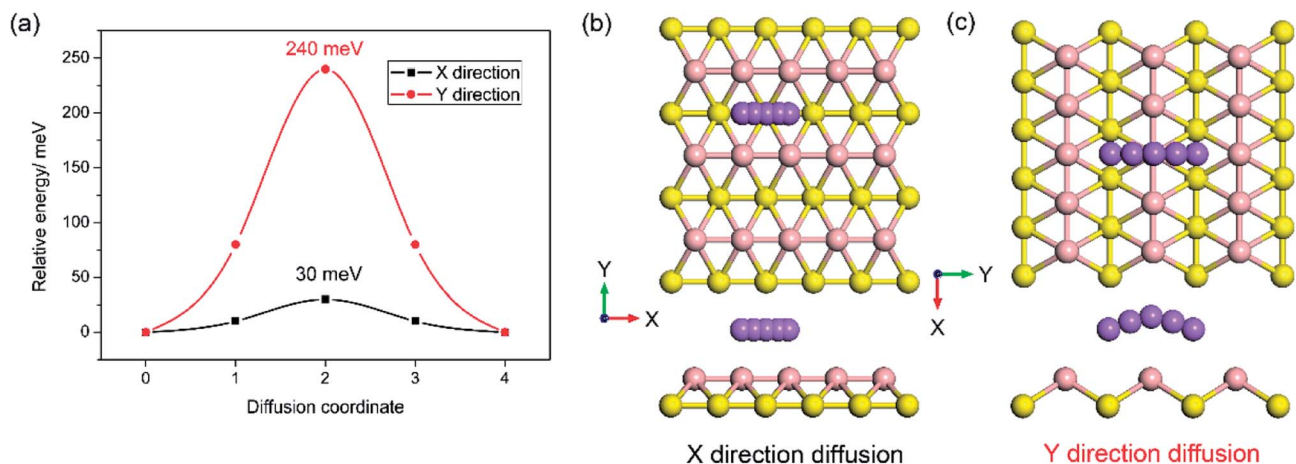 (a)
240 meV
X direction
Y direction
30 meV
Relative energy/ meV
250
200
150
100
50
0
0 1 2 3 4
Diffusion coordinate
(b)
Y
X
X direction diffusion
(c)
Y
X
Y direction diffusion